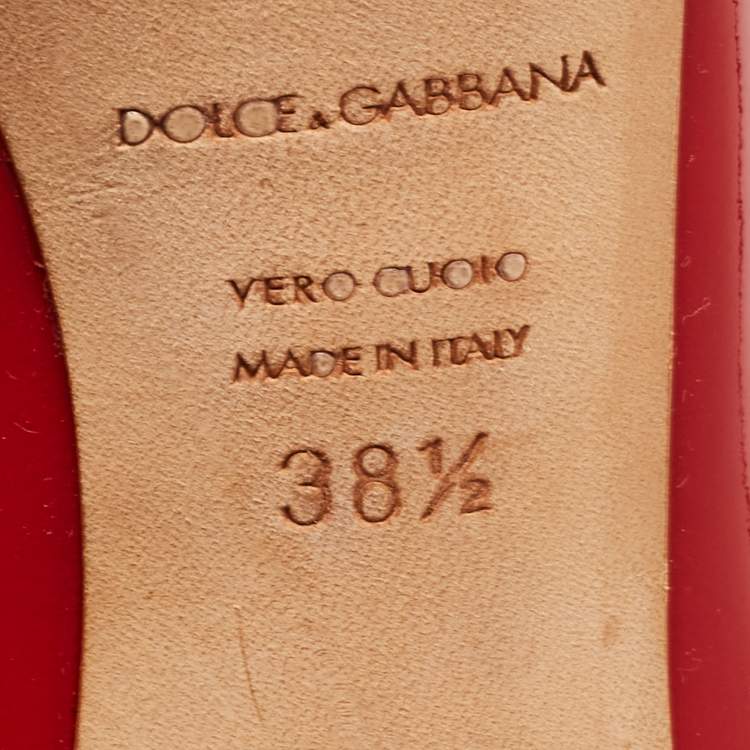 DOLCE & GABBANA
VERO CUOIO
MADE IN ITALY
38½